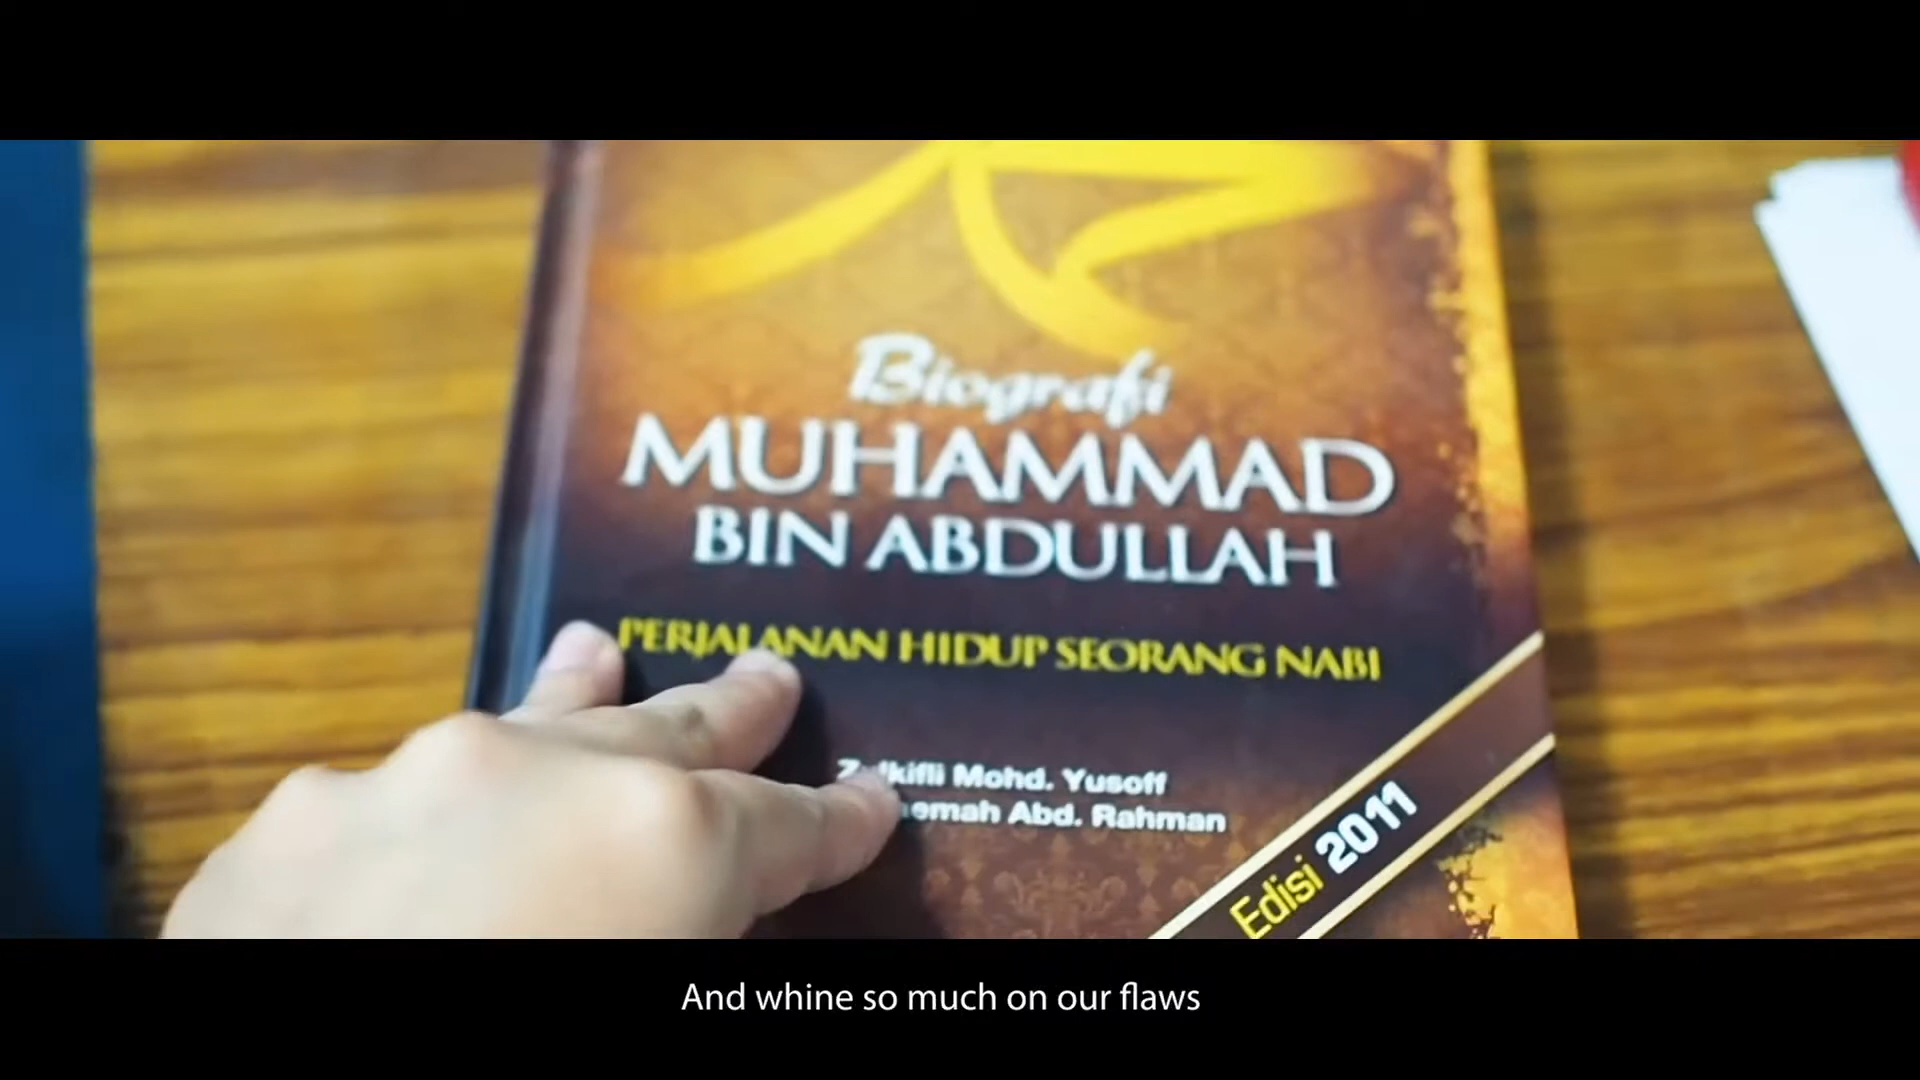 Biografi
MUHAMMAD
BIN ABDULLAH
PERJALANAN HIDUP SEORANG NABI
Zulkifli Mohd. Yusoff
Abd. Rahman
Edisi 2011
And whine so much on our flaws